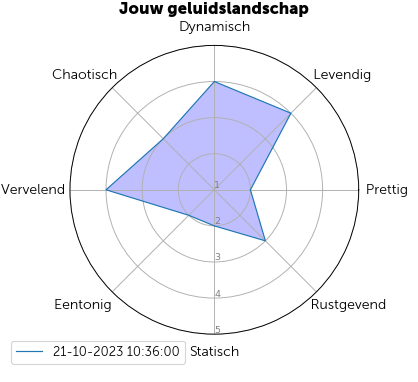 Jouw geluidslandschap
Dynamisch
Chaotisch
Levendig
Vervelend
1
Prettig
2
3
Eentonig
4
Rustgevend
5
21-10-2023 10:36:00
Statisch